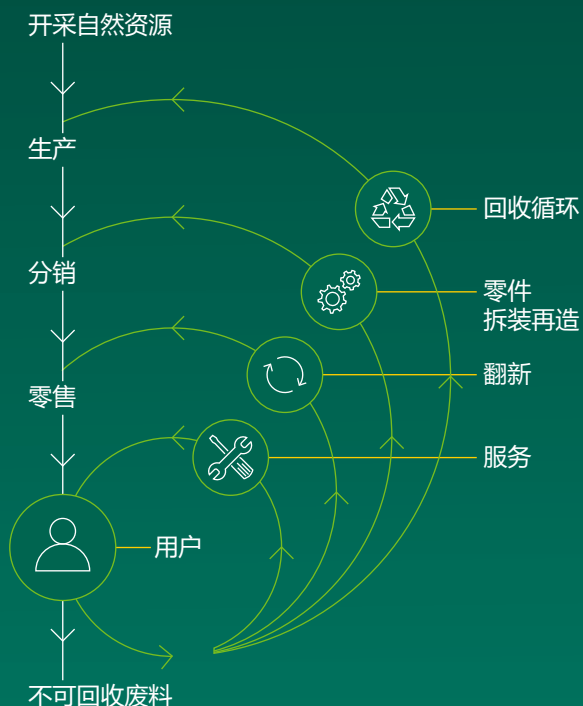 开采自然资源
生产
回收循环
分销
零件
拆装再造
翻新
零售
服务
用户
不可回收废料